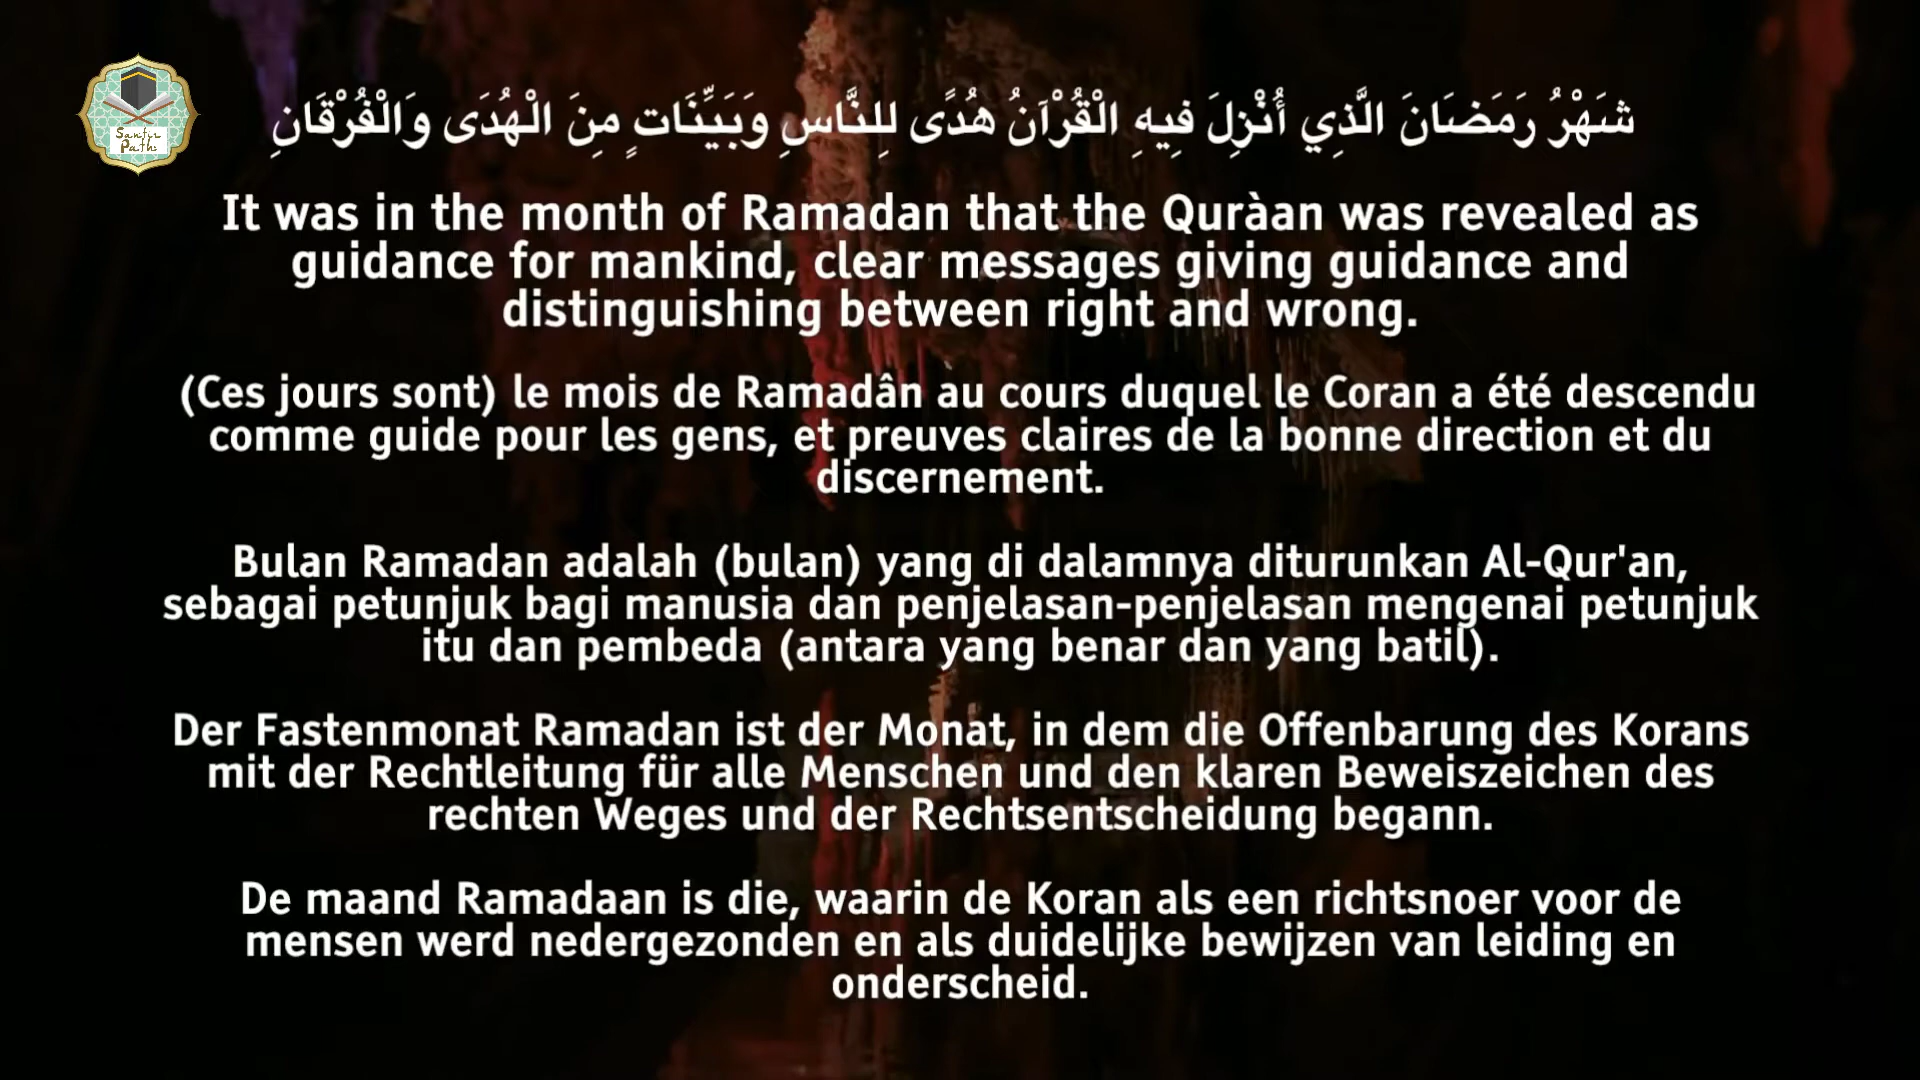 Sanfir
Path
شَهْرُ رَمَضَانَ الَّذِي أُنْزِلَ فِيهِ الْقُرْآنُ هُدًى لِلنَّاسِ وَبَيِّنَاتٍ مِنَ الْهُدَى وَالْفُرْقَانِ
It was in the month of Ramadan that the Quràan was revealed as
guidance for mankind, clear messages giving guidance and
distinguishing between right and wrong.
(Ces jours sont) le mois de Ramadân au cours duquel le Coran a été descendu
comme guide pour les gens, et preuves claires de la bonne direction et du
discernement.
Bulan Ramadan adalah (bulan) yang di dalamnya diturunkan Al-Qur'an,
sebagai petunjuk bagi manusia dan penjelasan-penjelasan mengenai petunjuk
itu dan pembeda (antara yang benar dan yang batil).
Der Fastenmonat Ramadan ist der Monat, in dem die Offenbarung des Korans
mit der Rechtleitung für alle Menschen und den klaren Beweiszeichen des
rechten Weges und der Rechtsentscheidung begann.
De maand Ramadaan is die, waarin de Koran als een richtsnoer voor de
mensen werd nedergezonden en als duidelijke bewijzen van leiding en
onderscheid.